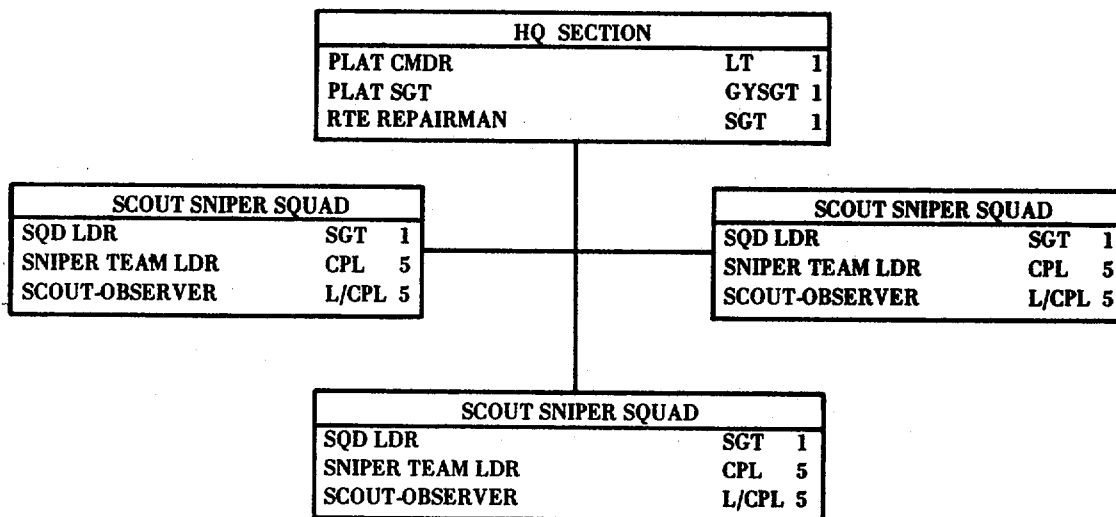 HQ SECTION
PLAT CMDR LT 1
PLAT SGT GYSGT 1
RTE REPAIRMAN SGT 1
SCOUT SNIPER SQUAD
SQD LDR SGT 1
SNIPER TEAM LDR CPL 5
SCOUT-OBSERVER L/CPL 5
SCOUT SNIPER SQUAD
SQD LDR SGT 1
SNIPER TEAM LDR CPL 5
SCOUT-OBSERVER L/CPL 5
SCOUT SNIPER SQUAD
SQD LDR SGT 1
SNIPER TEAM LDR CPL 5
SCOUT-OBSERVER L/CPL 5